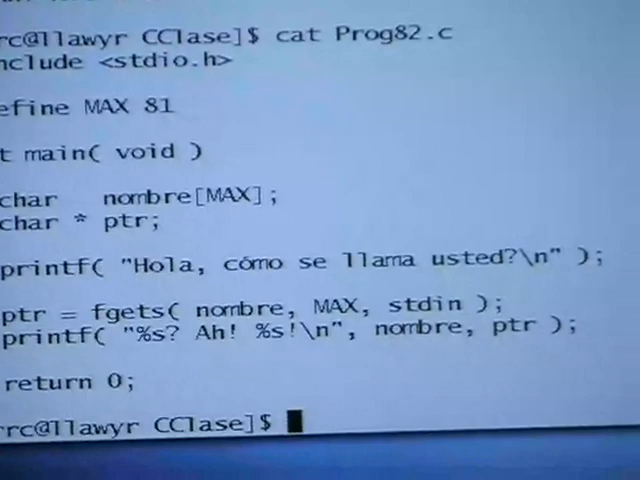 rc@llawyr CClase]$ cat Prog82.c
nclude <stdio.h>
efine MAX 81
t main( void )
char nombre[MAX];
char * ptr;
printf( "Hola, cómo se llama usted?\n" );
ptr = fgets( nombre, MAX, stdin );
printf( "%s? Ah! %s!\n", nombre, ptr );
return 0;
rc@llawyr CClase]$